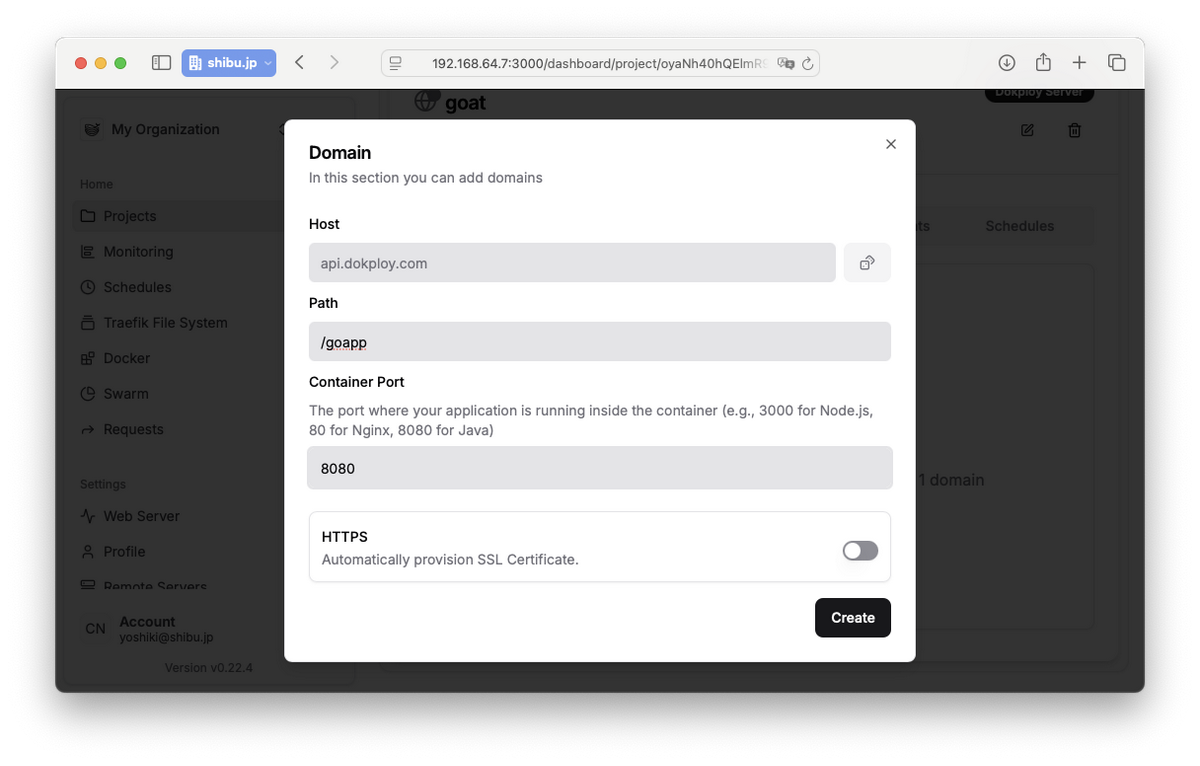 shibu.jp
192.168.64.7:3000/dashboard/project/oyaNh40hQEImR
goat
Dokploy Server
My Organization
Home
Projects
Monitoring
Schedules
Traefik File System
Docker
Swarm
Requests
Settings
Web Server
Profile
Remote Servers
CN
Account
yoshiki@shibu.jp
Version v0.22.4
Schedules
1 domain
Domain
In this section you can add domains
Host
api.dokploy.com
Path
/goapp
Container Port
The port where your application is running inside the container (e.g., 3000 for Node.js,
80 for Nginx, 8080 for Java)
8080
HTTPS
Automatically provision SSL Certificate.
Create